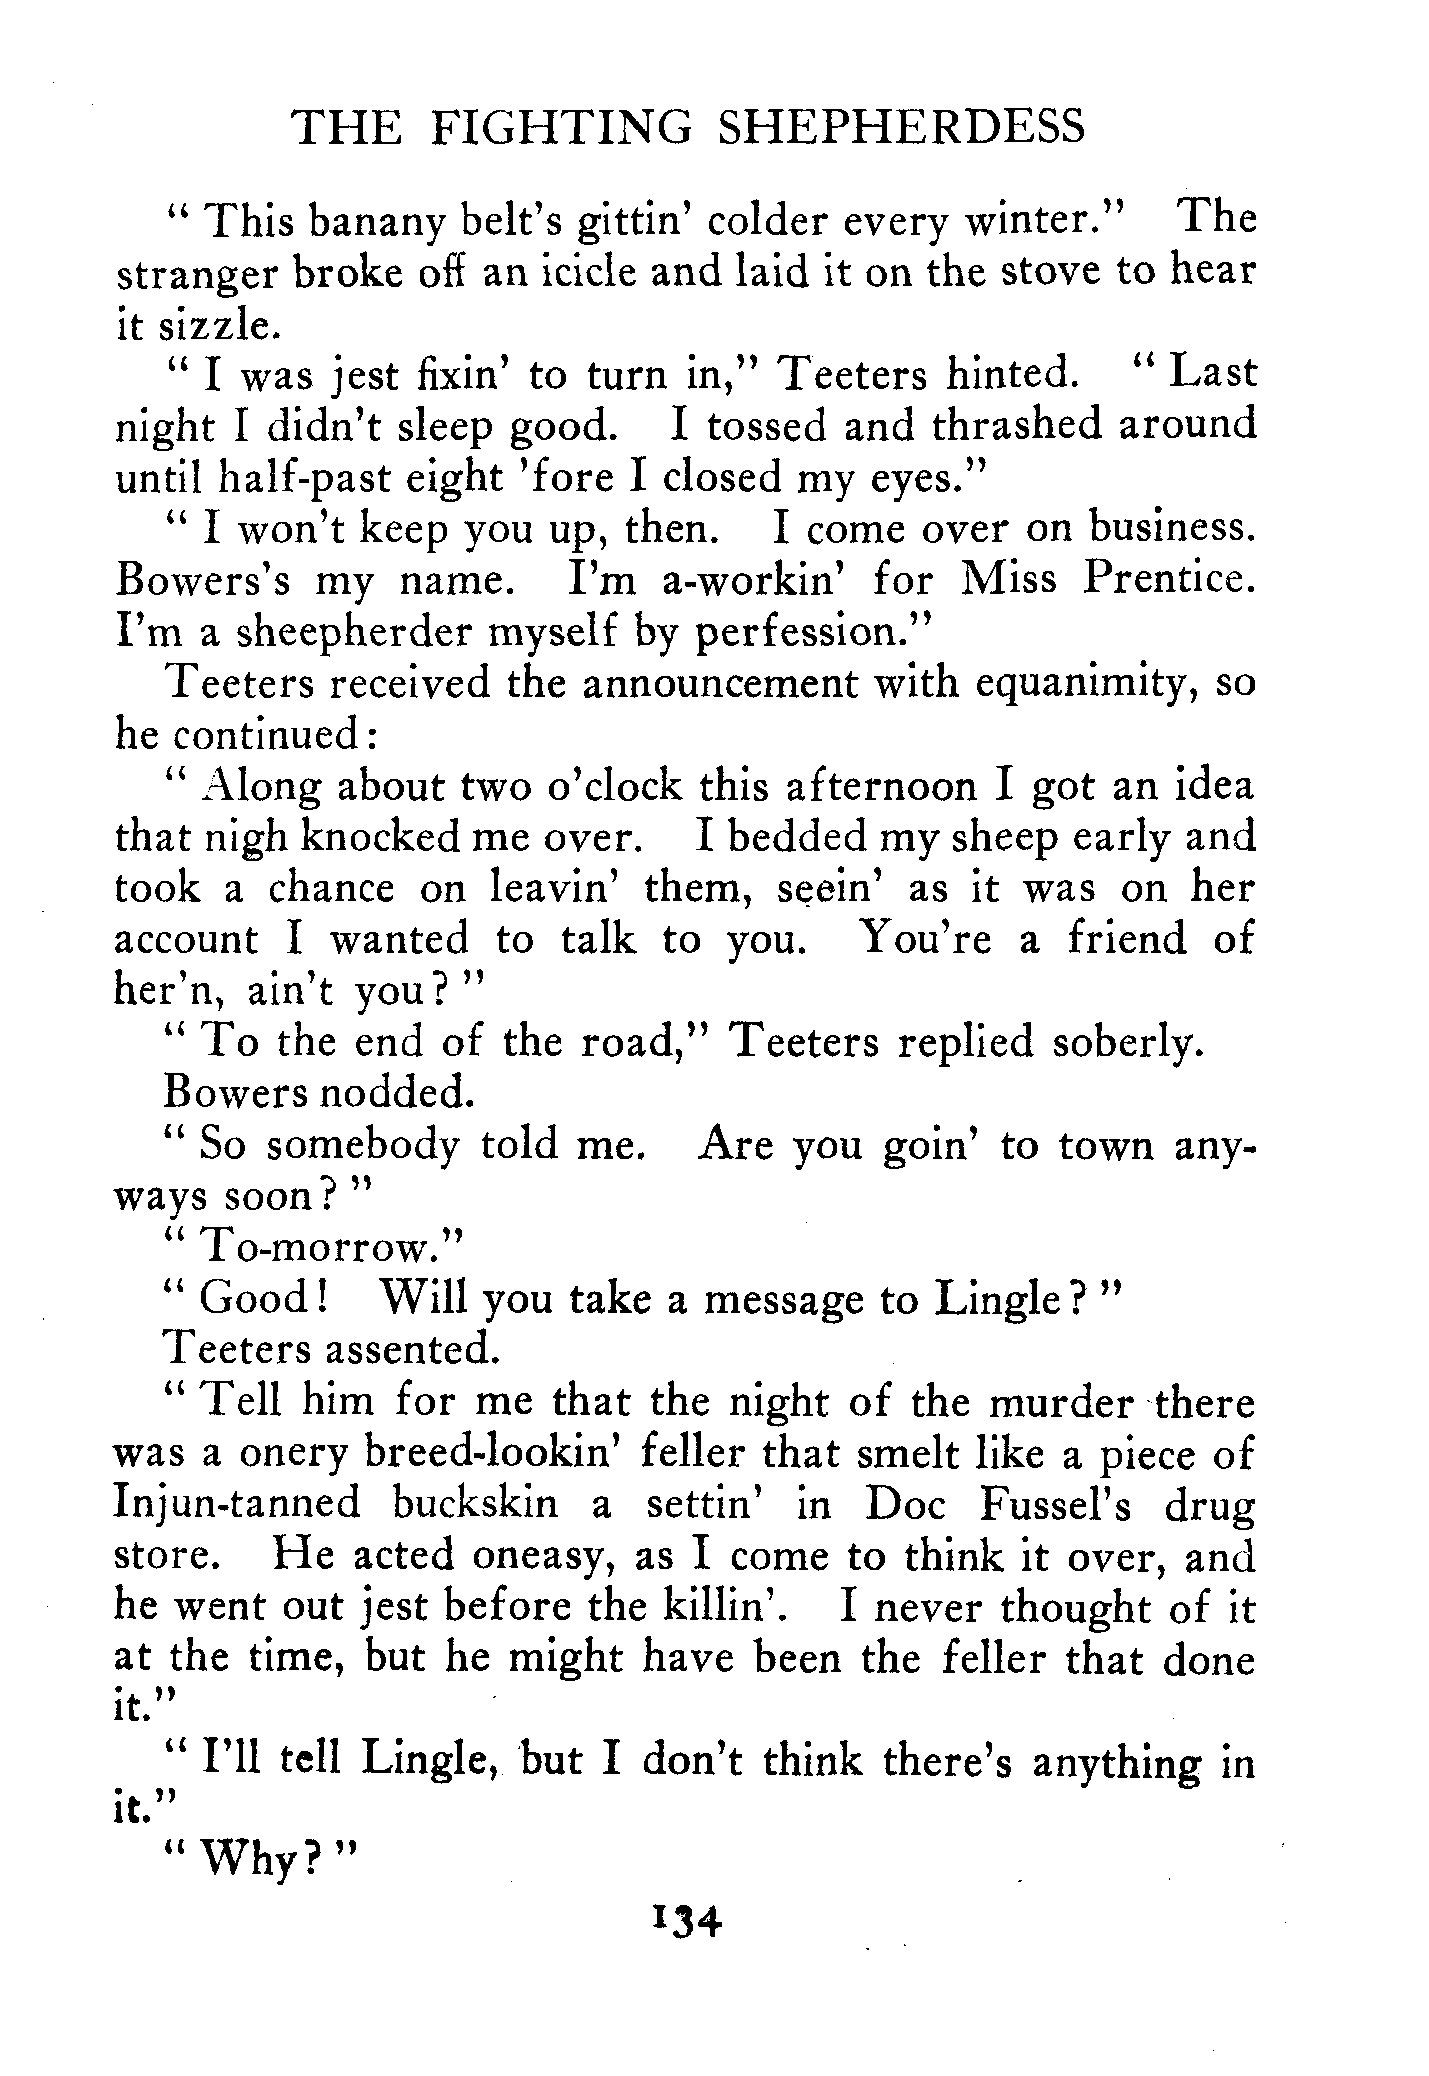 THE FIGHTING SHEPHERDESS
" This banany belt's gittin' colder every winter." The
stranger broke off an icicle and laid it on the stove to hear
it sizzle.
" I was jest fixin' to turn in," Teeters hinted. " Last
night I didn't sleep good. I tossed and thrashed around
until half-past eight 'fore I closed my eyes."
" I won't keep you up, then. I come over on business.
Bowers's my name. I'm a-workin' for Miss Prentice.
I'm a sheepherder myself by perfession."
Teeters received the announcement with equanimity, so
he continued:
" Along about two o'clock this afternoon I got an idea
that nigh knocked me over. I bedded my sheep early and
took a chance on leavin' them, seein' as it was on her
account I wanted to talk to you. You're a friend of
her'n, ain't you? "
" To the end of the road," Teeters replied soberly.
Bowers nodded.
" So somebody told me. Are you goin' to town any-
ways soon? "
" To-morrow."
" Good! Will you take a message to Lingle? "
Teeters assented.
" Tell him for me that the night of the murder there
was a onery breed-lookin' feller that smelt like a piece of
Injun-tanned buckskin a settin' in Doc Fussel's drug
store. He acted oneasy, as I come to think it over, and
he went out jest before the killin'. I never thought of it
at the time, but he might have been the feller that done
it."
" I'll tell Lingle, but I don't think there's anything in
it."
" Why? "
134